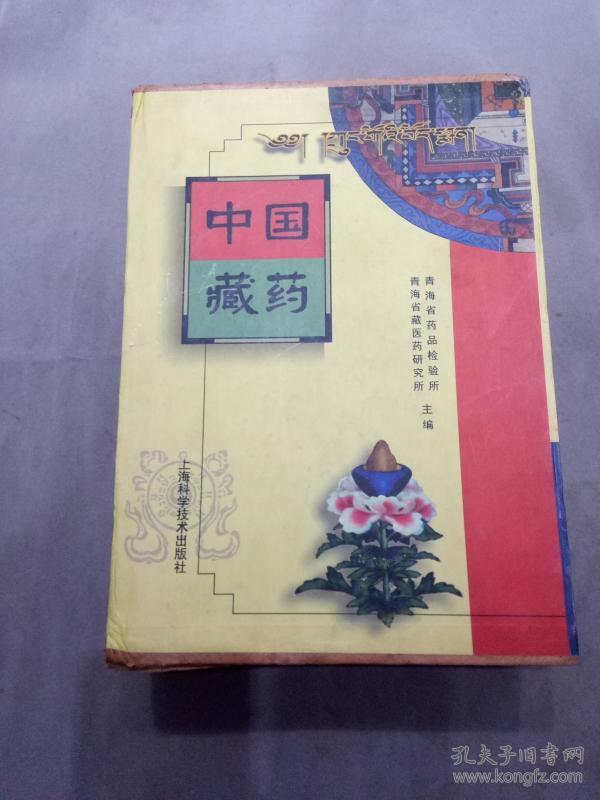 中国
藏药
青海省药品检验所
青海省藏医药研究所
主编
上海科学技术出版社
孔夫子旧书网
www.kongfz.com